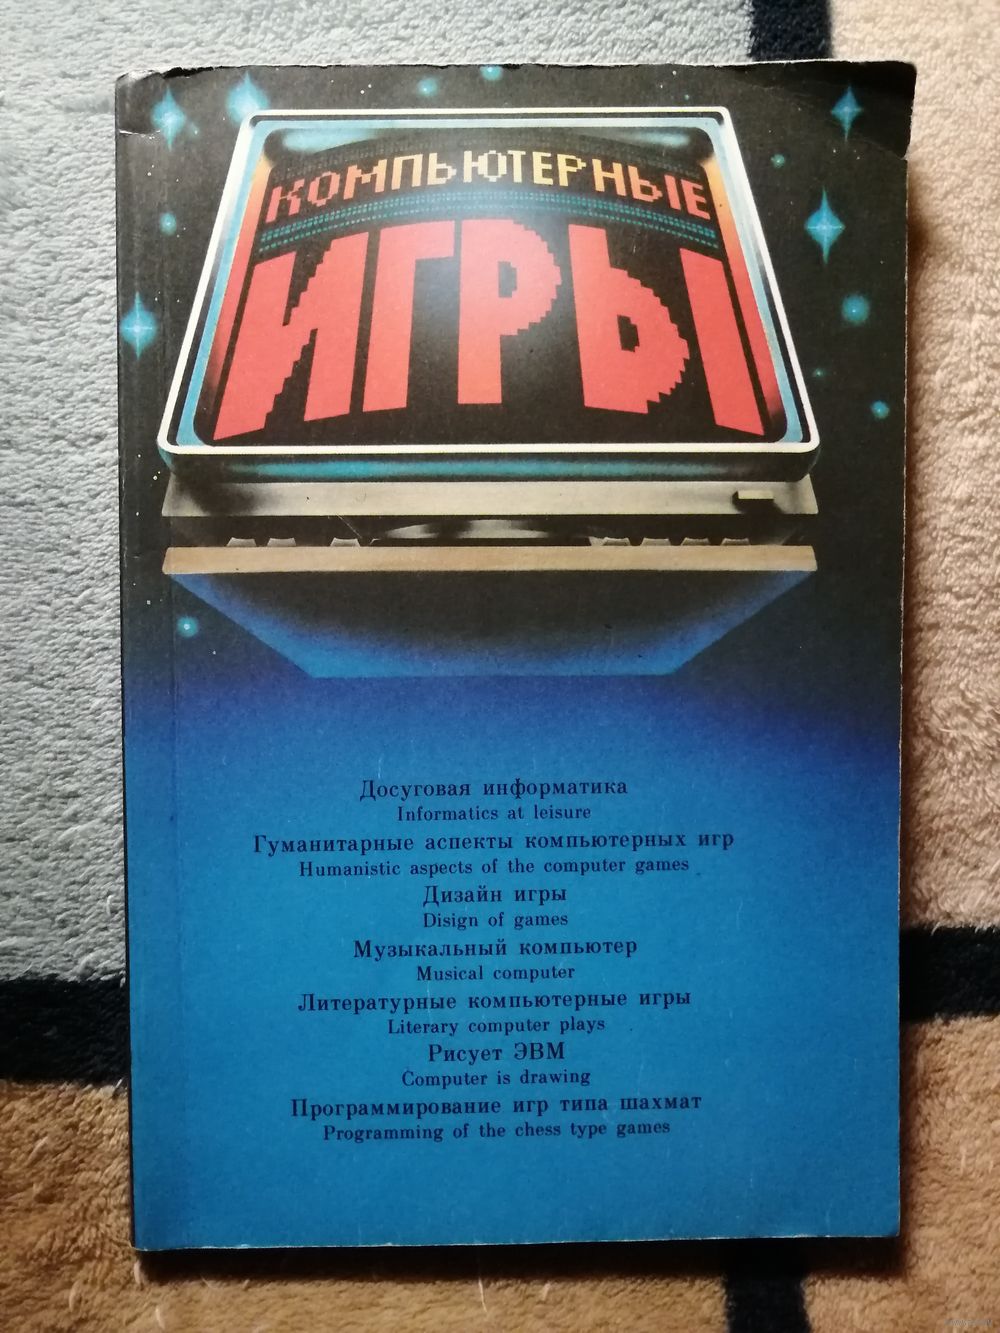 КОМПЬЮТЕРНЫЕ
ИГРЫ
Досуговая информатика
Informatics at leisure
Гуманитарные аспекты компьютерных игр
Humanistic aspects of the computer games
Дизайн игры
Disign of games
Музыкальный компьютер
Musical computer
Литературные компьютерные игры
Literary computer plays
Рисует ЭВМ
Computer is drawing
Программирование игр типа шахмат
Programming of the chess type games